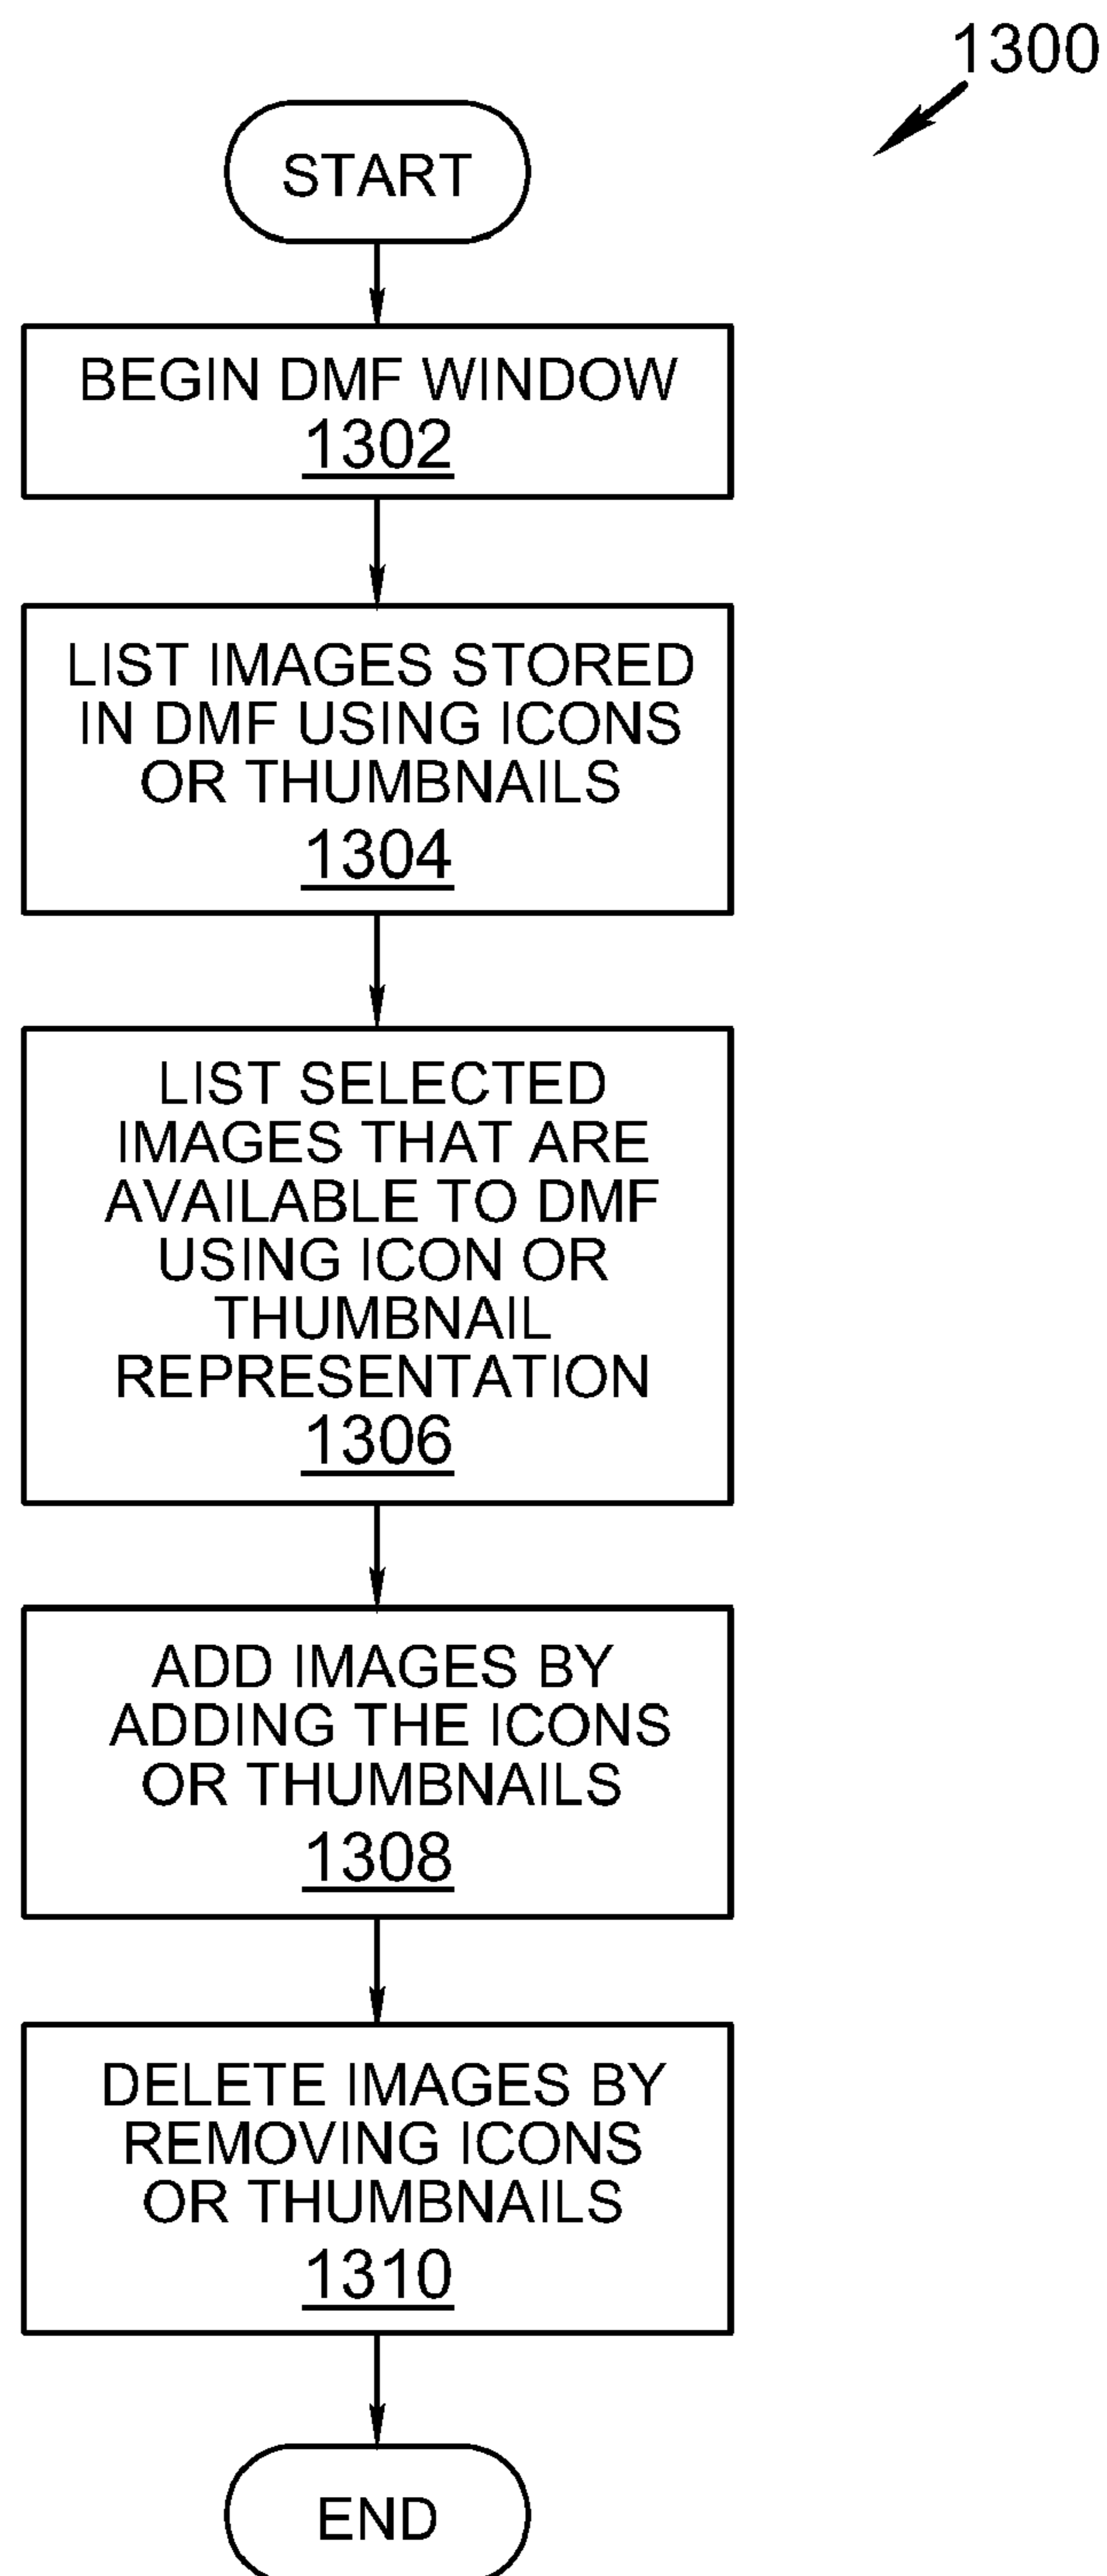 1300
START
BEGIN DMF WINDOW
1302
LIST IMAGES STORED
IN DMF USING ICONS
OR THUMBNAILS
1304
LIST SELECTED
IMAGES THAT ARE
AVAILABLE TO DMF
USING ICON OR
THUMBNAIL
REPRESENTATION
1306
ADD IMAGES BY
ADDING THE ICONS
OR THUMBNAILS
1308
DELETE IMAGES BY
REMOVING ICONS
OR THUMBNAILS
1310
END